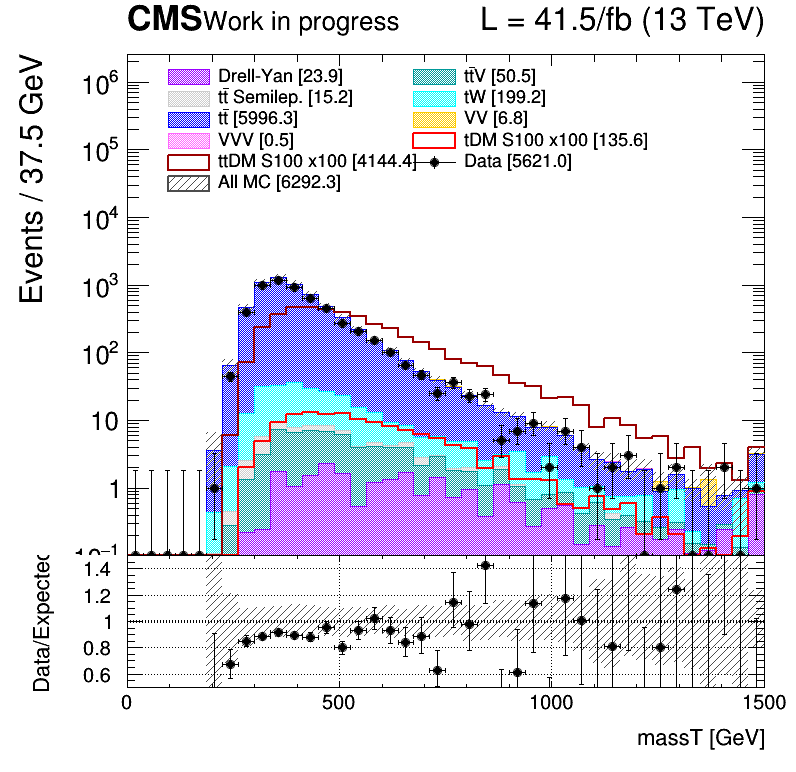 CMS Work in progress L = 41.5/fb (13 TeV)
Events / 37.5 GeV
10⁶
10⁵
10⁴
10³
10²
10
1
10⁻¹
Drell-Yan [23.9] tt̄V [50.5]
tt̄ Semilep. [15.2] tW [199.2]
tt̄ [5996.3] VV [6.8]
VVV [0.5] tDM S100 x100 [135.6]
ttDM S100 x100 [4144.4] Data [5621.0]
All MC [6292.3]
Data/Expected
1.4
1.2
1
0.8
0.6
0 500 1000 1500
massT [GeV]